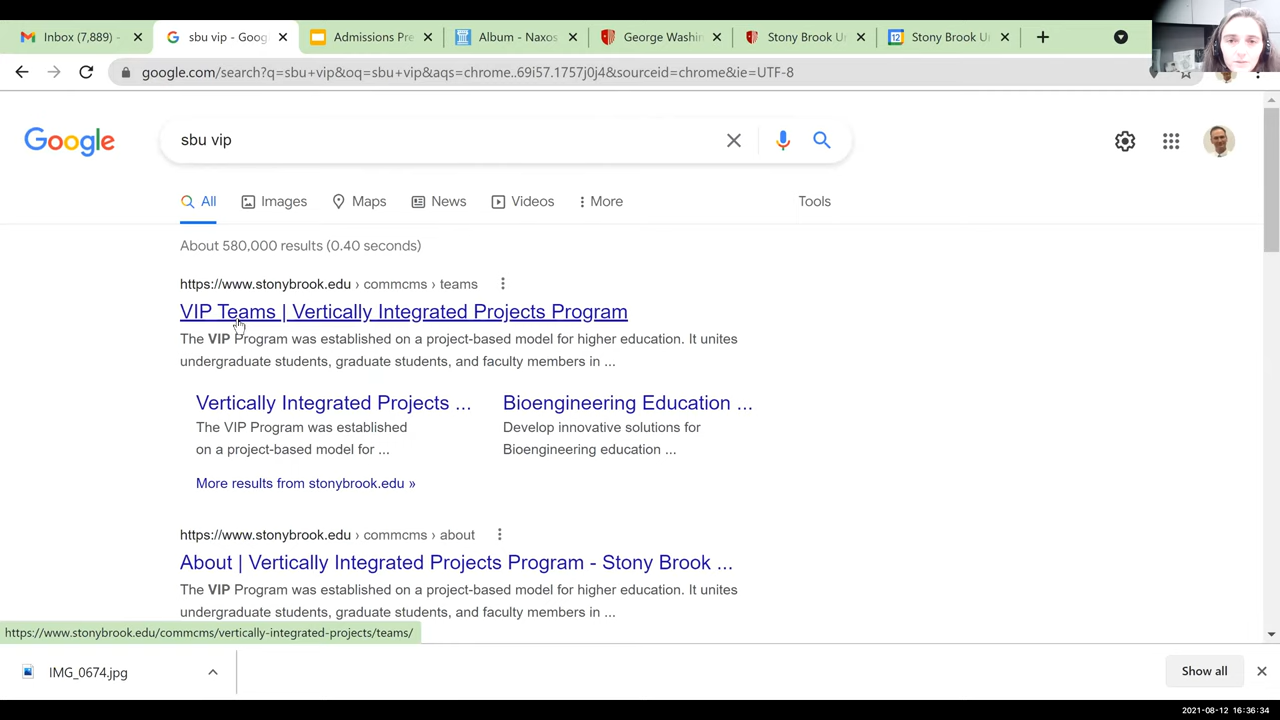 Inbox (7,889) -
sbu vip - Goog
Admissions Pre
Album - Naxos
George Washin
Stony Brook Un
12
Stony Brook Un
google.com/search?q=sbu+vip&oq=sbu+vip&aqs=chrome..69i57.1757j0j4&sourceid=chrome&ie=UTF-8
Google
sbu vip
All
Images
Maps
News
Videos
More
Tools
About 580,000 results (0.40 seconds)
https://www.stonybrook.edu › commcms › teams
VIP Teams | Vertically Integrated Projects Program
The VIP Program was established on a project-based model for higher education. It unites
undergraduate students, graduate students, and faculty members in ...
Vertically Integrated Projects ...
The VIP Program was established
on a project-based model for ...
Bioengineering Education ...
Develop innovative solutions for
Bioengineering education ...
More results from stonybrook.edu »
https://www.stonybrook.edu › commcms › about
About | Vertically Integrated Projects Program - Stony Brook ...
The VIP Program was established on a project-based model for higher education. It unites
undergraduate students, graduate students, and faculty members in ...
https://www.stonybrook.edu/commcms/vertically-integrated-projects/teams/
IMG_0674.jpg
Show all
2021-08-12 16:36:34